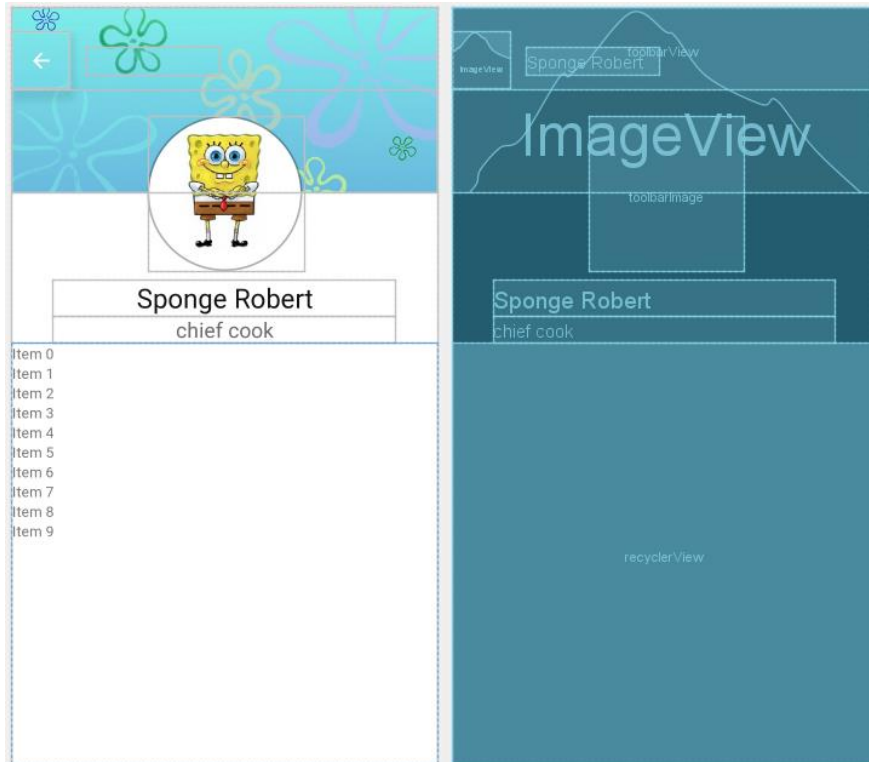 Sponge Robert
chief cook
Item 0
Item 1
Item 2
Item 3
Item 4
Item 5
Item 6
Item 7
Item 8
Item 9
toolbarView
ImageView
Sponge Robert
ImageView
toolbarImage
Sponge Robert
chief cook
recyclerView